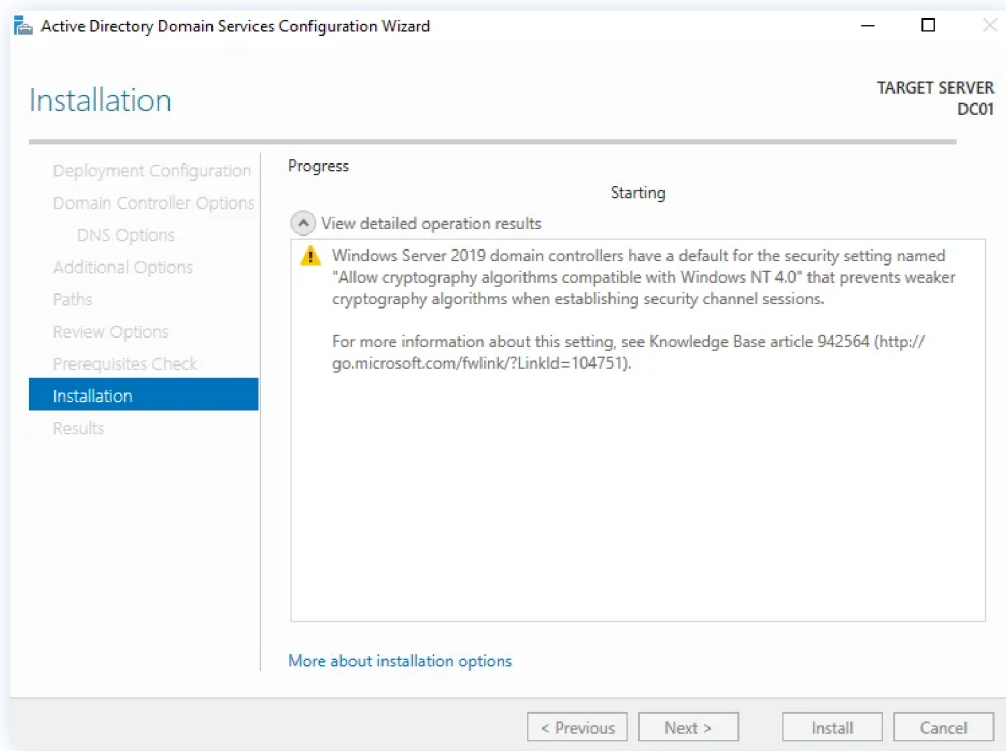 Active Directory Domain Services Configuration Wizard
Installation
TARGET SERVER
DC01
Deployment Configuration
Domain Controller Options
DNS Options
Additional Options
Paths
Review Options
Prerequisites Check
Installation
Results
Progress
Starting
View detailed operation results
Windows Server 2019 domain controllers have a default for the security setting named
"Allow cryptography algorithms compatible with Windows NT 4.0" that prevents weaker
cryptography algorithms when establishing security channel sessions.
For more information about this setting, see Knowledge Base article 942564 (http://
go.microsoft.com/fwlink/?LinkId=104751).
More about installation options
< Previous
Next >
Install
Cancel